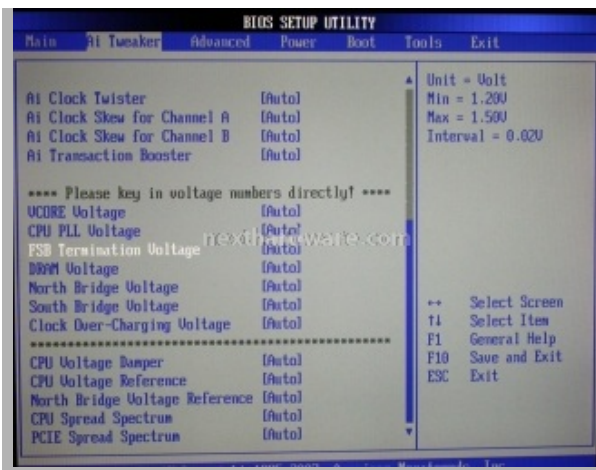 BIOS SETUP UTILITY
Main Ai Tweaker Advanced Power Boot Tools Exit
Ai Clock Twister [Auto]
Ai Clock Skew for Channel A [Auto]
Ai Clock Skew for Channel B [Auto]
Ai Transaction Booster [Auto]
**** Please key in voltage numbers directly! ****
VCORE Voltage [Auto]
CPU PLL Voltage [Auto]
FSB Termination Voltage [Auto]
DRAM Voltage [Auto]
North Bridge Voltage [Auto]
South Bridge Voltage [Auto]
Clock Over-Charging Voltage [Auto]
************************************************
CPU Voltage Damper [Auto]
CPU Voltage Reference [Auto]
North Bridge Voltage Reference [Auto]
CPU Spread Spectrum [Auto]
PCIE Spread Spectrum [Auto]
Unit = Volt
Min = 1.20V
Max = 1.50V
Interval = 0.02V
↔ Select Screen
↑↓ Select Item
F1 General Help
F10 Save and Exit
ESC Exit
nexthardware.com